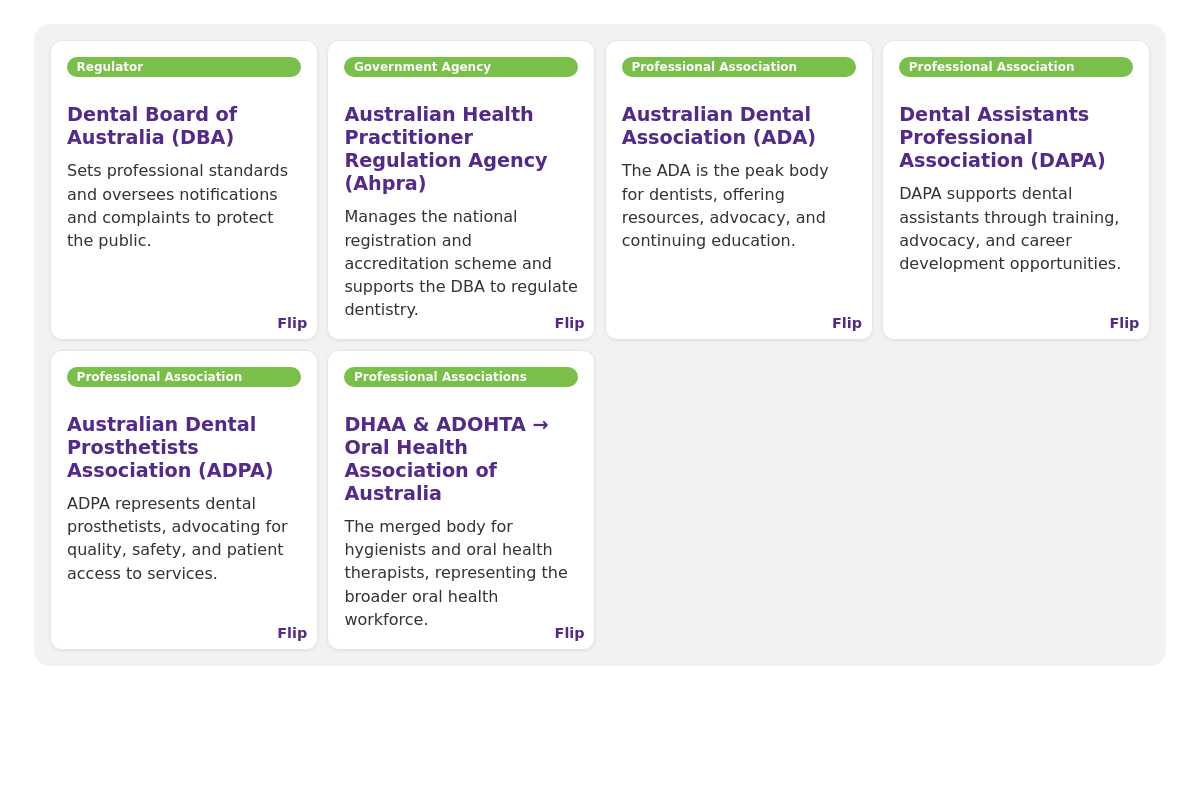 Regulator
Dental Board of
Australia (DBA)
Sets professional standards
and oversees notifications
and complaints to protect
the public.
Flip
Government Agency
Australian Health
Practitioner
Regulation Agency
(Ahpra)
Manages the national
registration and
accreditation scheme and
supports the DBA to regulate
dentistry.
Flip
Professional Association
Australian Dental
Association (ADA)
The ADA is the peak body
for dentists, offering
resources, advocacy, and
continuing education.
Flip
Professional Association
Dental Assistants
Professional
Association (DAPA)
DAPA supports dental
assistants through training,
advocacy, and career
development opportunities.
Flip
Professional Association
Australian Dental
Prosthetists
Association (ADPA)
ADPA represents dental
prosthetists, advocating for
quality, safety, and patient
access to services.
Flip
Professional Associations
DHAA & ADOHTA →
Oral Health
Association of
Australia
The merged body for
hygienists and oral health
therapists, representing the
broader oral health
workforce.
Flip